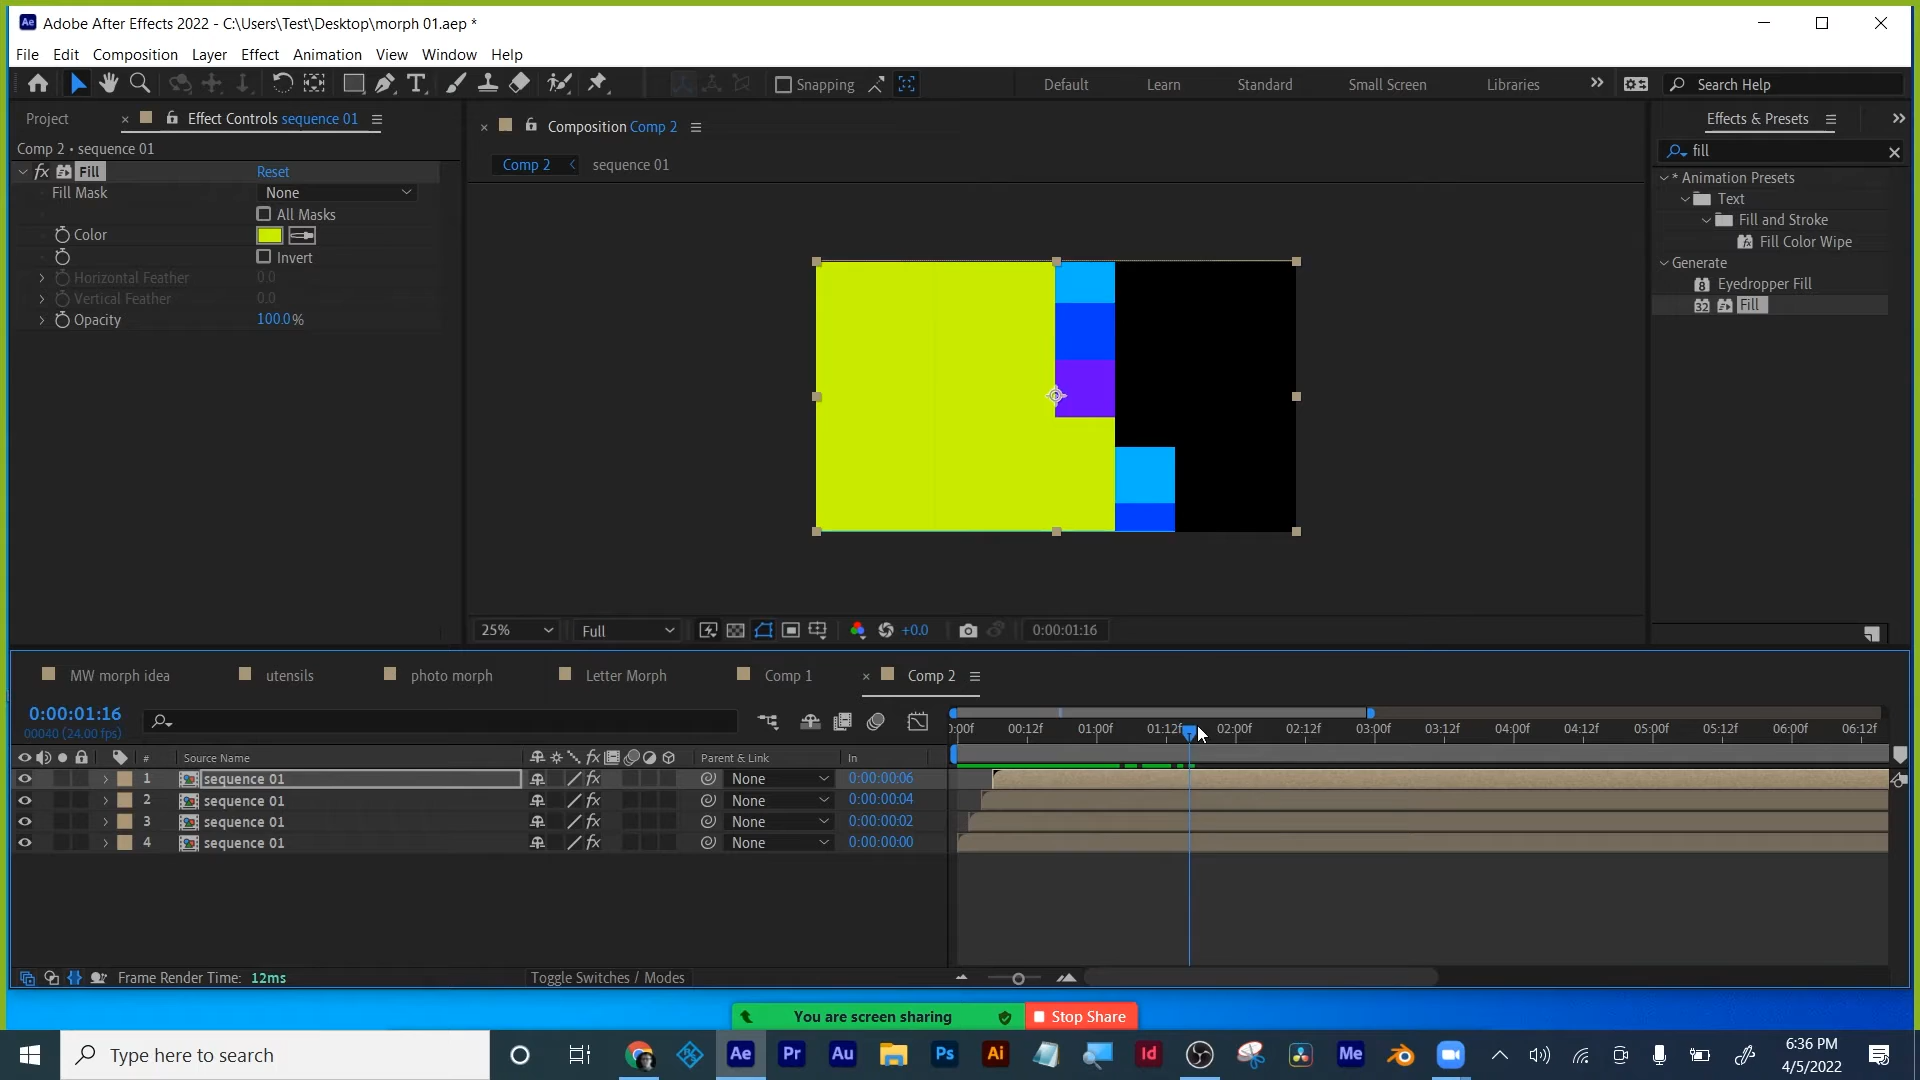 Adobe After Effects 2022 - C:\Users\Test\Desktop\morph 01.aep *
File Edit Composition Layer Effect Animation View Window Help
Snapping Default Learn Standard Small Screen Libraries Search Help
Project Effect Controls sequence 01
Comp 2 • sequence 01
fx Fill Reset
Fill Mask None
All Masks
Color
Invert
Horizontal Feather 0.0
Vertical Feather 0.0
Opacity 100.0%
Composition Comp 2
Comp 2 sequence 01
25% Full +0.0 0:00:01:16
Effects & Presets
fill
* Animation Presets
Text
Fill and Stroke
Fill Color Wipe
Generate
Eyedropper Fill
Fill
MW morph idea utensils photo morph Letter Morph Comp 1 Comp 2
0:00:01:16
00040 (24.00 fps)
:00f 00:12f 01:00f 01:12f 02:00f 02:12f 03:00f 03:12f 04:00f 04:12f 05:00f 05:12f 06:00f 06:12f
# Source Name Parent & Link In
1 sequence 01 fx None 0:00:00:06
2 sequence 01 fx None 0:00:00:04
3 sequence 01 fx None 0:00:00:02
4 sequence 01 fx None 0:00:00:00
Frame Render Time: 12ms Toggle Switches / Modes
You are screen sharing Stop Share
Type here to search Ae Pr Au Ps Ai Id Me
6:36 PM
4/5/2022